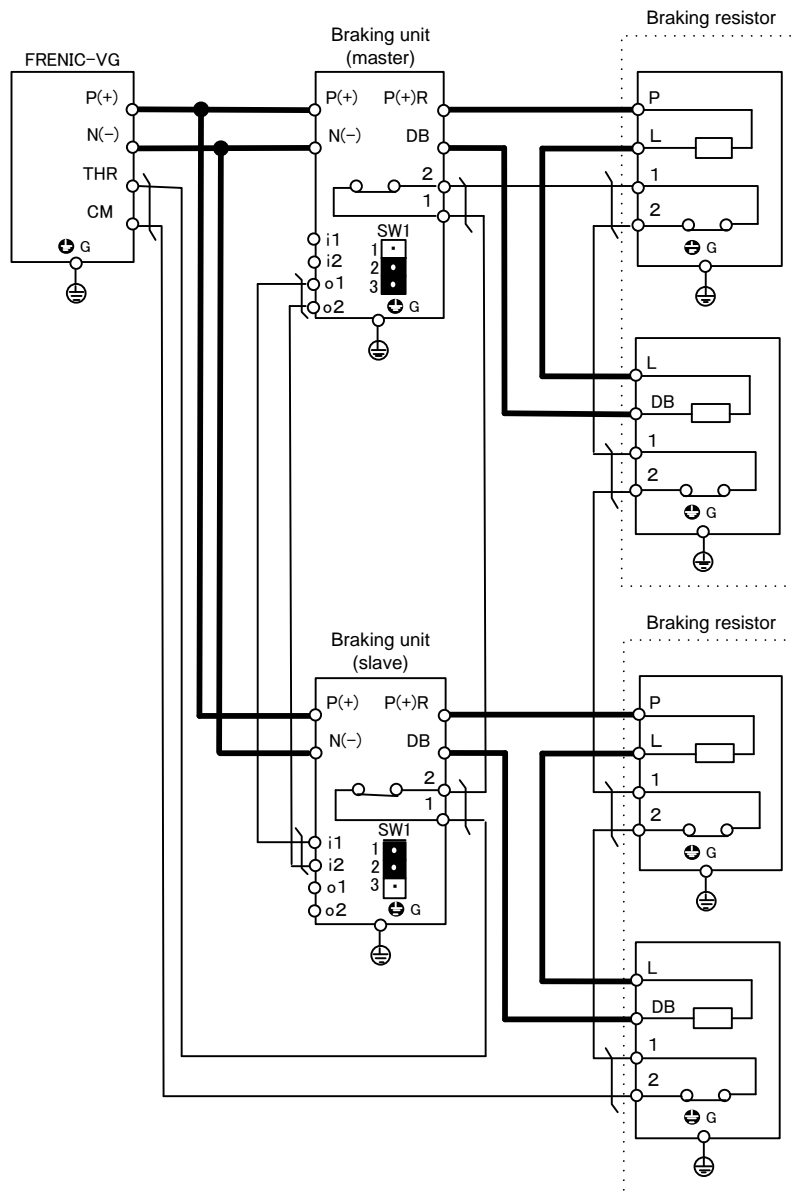 FRENIC-VG
P(+)
N(-)
THR
CM
G
Braking unit
(master)
P(+) P(+)R
N(-) DB
2
1
i1
i2
o1
o2
SW1
1
2
3
G
Braking resistor
P
L
1
2
G
L
DB
1
2
G
Braking unit
(slave)
P(+) P(+)R
N(-) DB
2
1
i1
i2
o1
o2
SW1
1
2
3
G
Braking resistor
P
L
1
2
G
L
DB
1
2
G